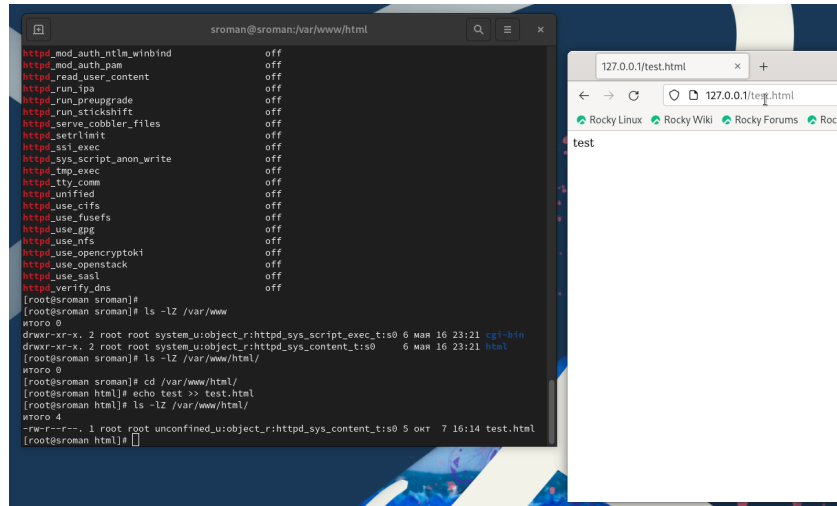 sroman@sroman:/var/www/html
httpd_mod_auth_ntlm_winbind off
httpd_mod_auth_pam off
httpd_read_user_content off
httpd_run_ipa off
httpd_run_preupgrade off
httpd_run_stickshift off
httpd_serve_cobbler_files off
httpd_setrlimit off
httpd_ssi_exec off
httpd_sys_script_anon_write off
httpd_tmp_exec off
httpd_tty_comm off
httpd_unified off
httpd_use_cifs off
httpd_use_fusefs off
httpd_use_gpg off
httpd_use_nfs off
httpd_use_opencryptoki off
httpd_use_openstack off
httpd_use_sasl off
httpd_verify_dns off
[root@sroman sroman]#
[root@sroman sroman]# ls -lZ /var/www
итого 0
drwxr-xr-x. 2 root root system_u:object_r:httpd_sys_script_exec_t:s0 6 мая 16 23:21 cgi-bin
drwxr-xr-x. 2 root root system_u:object_r:httpd_sys_content_t:s0 6 мая 16 23:21 html
[root@sroman sroman]# ls -lZ /var/www/html/
итого 0
[root@sroman sroman]# cd /var/www/html/
[root@sroman html]# echo test >> test.html
[root@sroman html]# ls -lZ /var/www/html/
итого 4
-rw-r--r--. 1 root root unconfined_u:object_r:httpd_sys_content_t:s0 5 окт 7 16:14 test.html
[root@sroman html]#
127.0.0.1/test.html
127.0.0.1/test.html
Rocky Linux Rocky Wiki Rocky Forums Roc
test